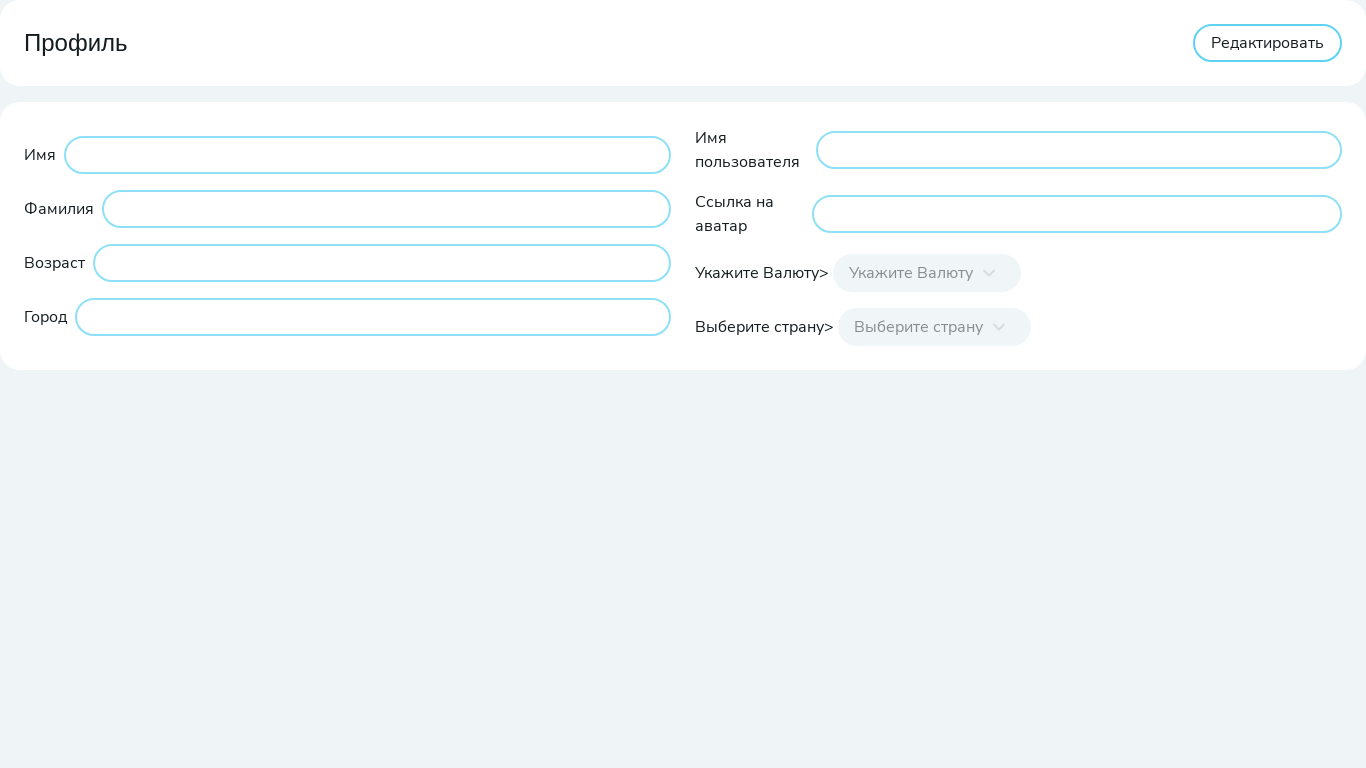 Профиль
Редактировать
Имя
Фамилия
Возраст
Город
Имя
пользователя
Ссылка на
аватар
Укажите Валюту> Укажите Валюту
Выберите страну> Выберите страну